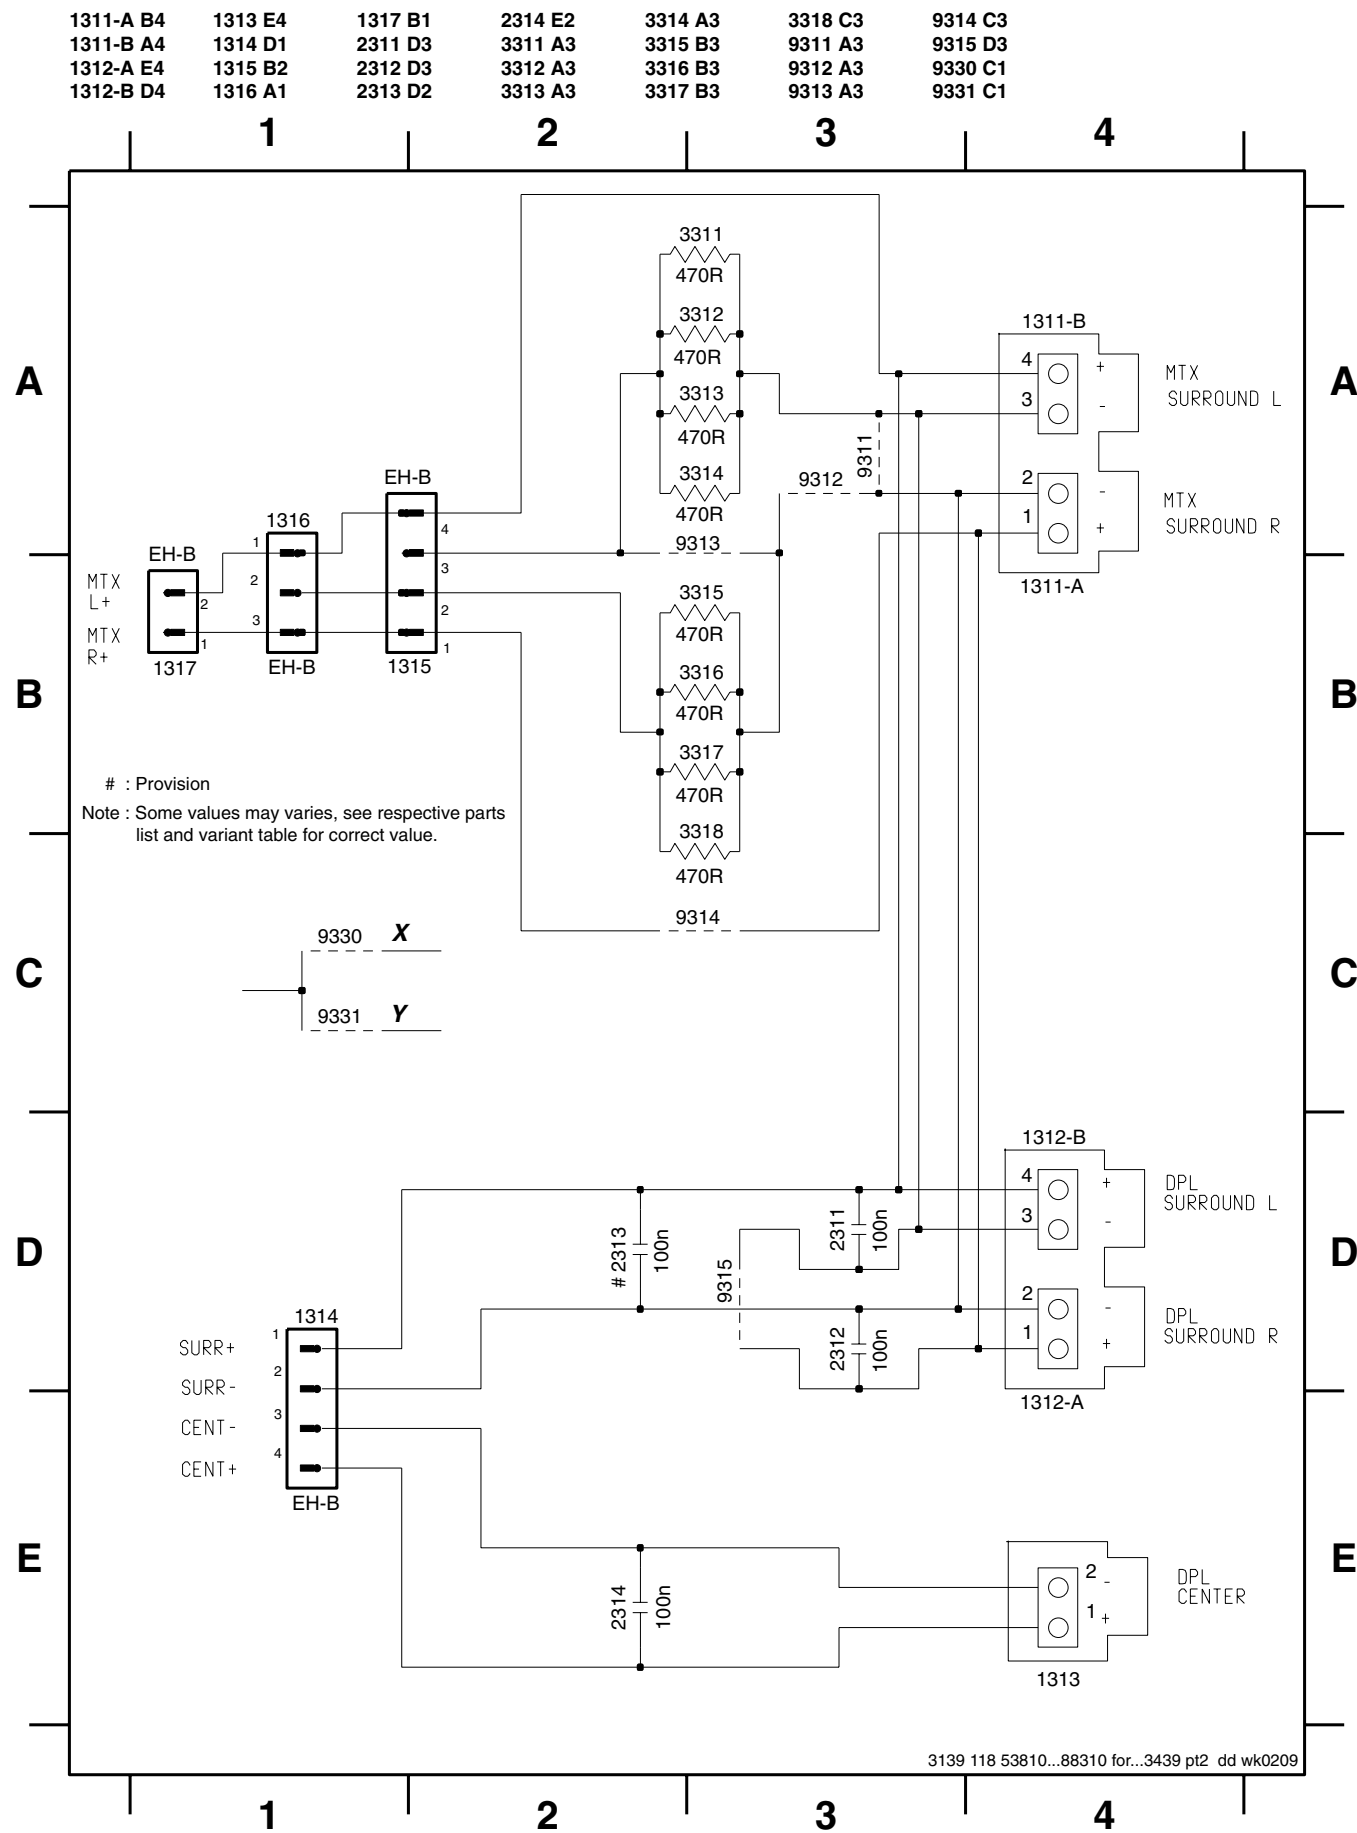 1311-A B4 1313 E4 1317 B1 2314 E2 3314 A3 3318 C3 9314 C3
1311-B A4 1314 D1 2311 D3 3311 A3 3315 B3 9311 A3 9315 D3
1312-A E4 1315 B2 2312 D3 3312 A3 3316 B3 9312 A3 9330 C1
1312-B D4 1316 A1 2313 D2 3313 A3 3317 B3 9313 A3 9331 C1
1 2 3 4
3311
470R
3312
470R
3313
470R
3314
470R
1311-B
4 +
3 -
MTX
SURROUND L
A A
9311
9312
2 -
1 +
MTX
SURROUND R
1311-A
9313
EH-B
4
3
2
1
1315
1316
1
2
3
EH-B
EH-B
2
1
1317
MTX
L+
MTX
R+
3315
470R
3316
470R
3317
470R
3318
470R
B B
# : Provision
Note : Some values may varies, see respective parts
list and variant table for correct value.
9314
9330 X
9331 Y
C C
1312-B
4 +
3 -
DPL
SURROUND L
2311
100n
# 2313
100n
9315
D D
2 -
1 +
DPL
SURROUND R
2312
100n
1312-A
1314
SURR+ 1
SURR- 2
CENT- 3
CENT+ 4
EH-B
E E
2314
100n
2 -
1 +
DPL
CENTER
1313
3139 118 53810...88310 for...3439 pt2 dd wk0209
1 2 3 4